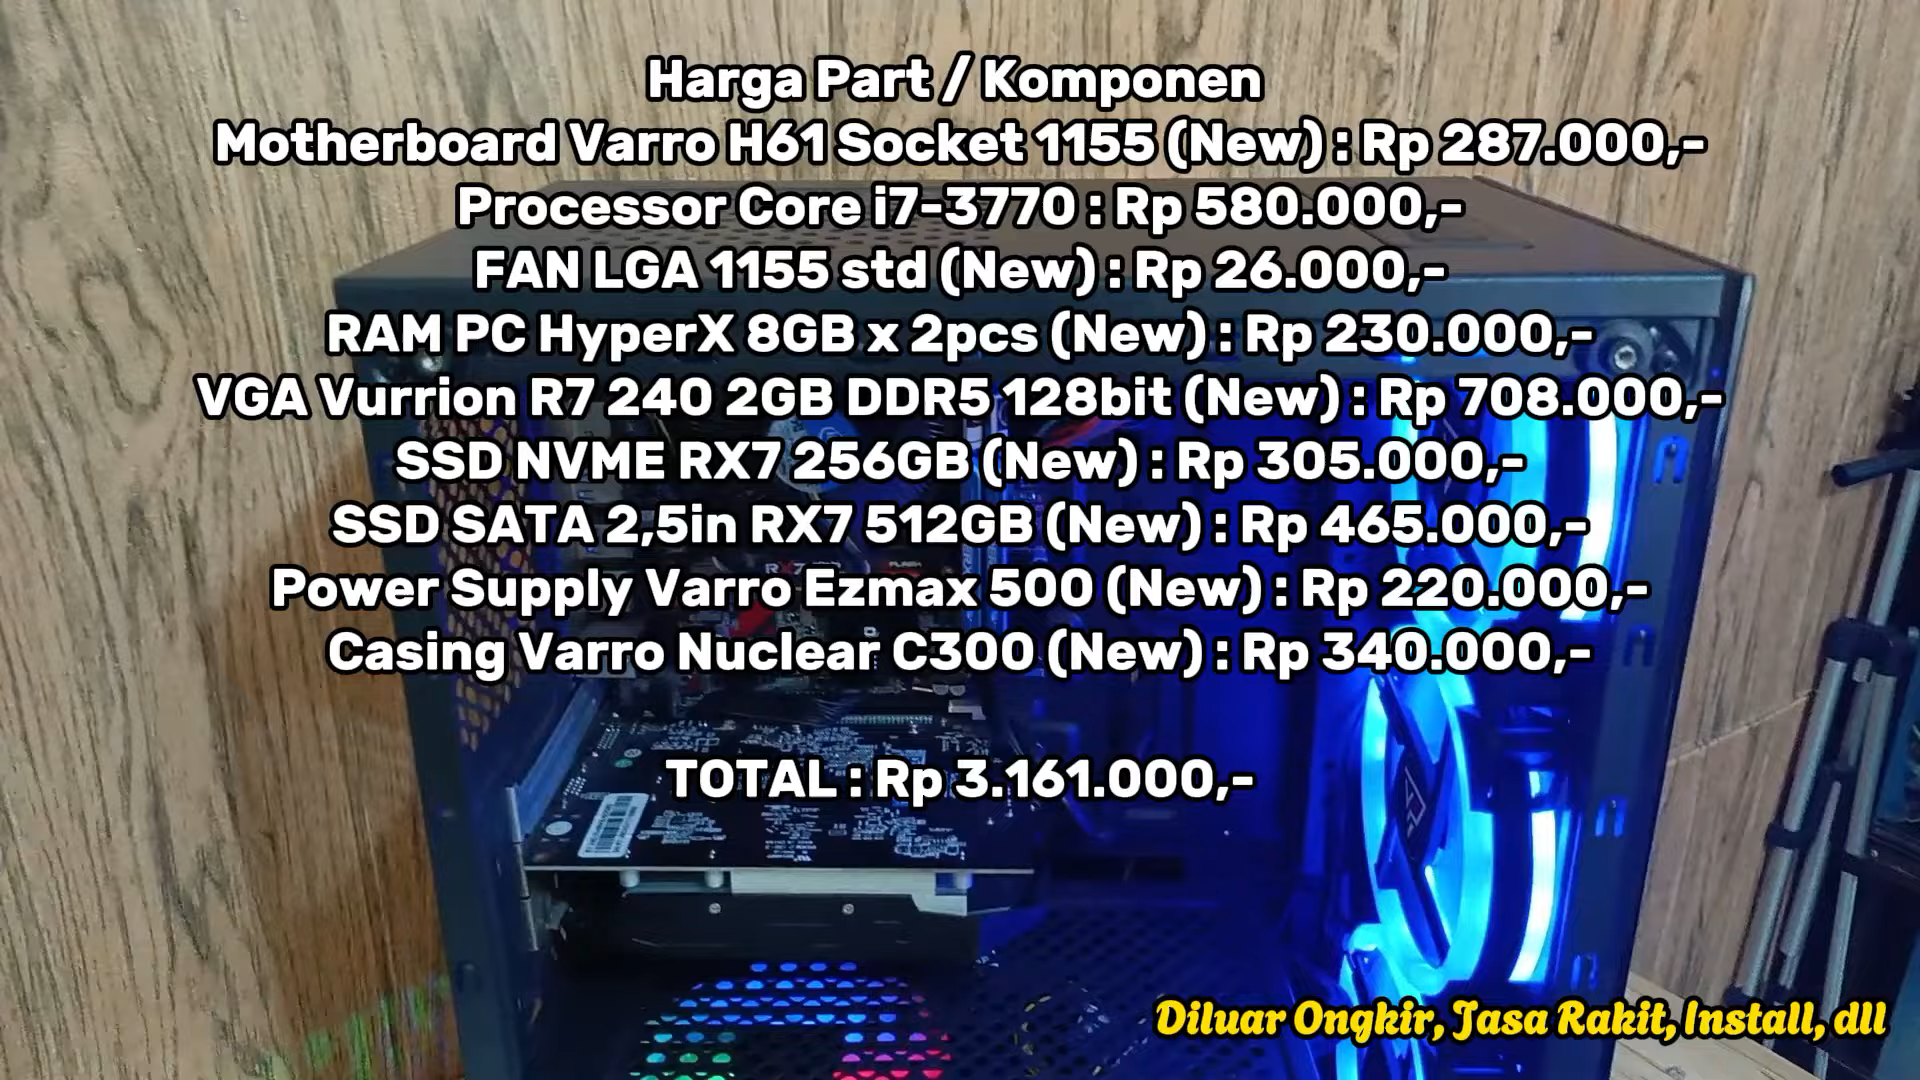 Harga Part / Komponen
Motherboard Varro H61 Socket 1155 (New) : Rp 287.000,-
Processor Core i7-3770 : Rp 580.000,-
FAN LGA 1155 std (New) : Rp 26.000,-
RAM PC HyperX 8GB x 2pcs (New) : Rp 230.000,-
VGA Vurrion R7 240 2GB DDR5 128bit (New) : Rp 708.000,-
SSD NVME RX7 256GB (New) : Rp 305.000,-
SSD SATA 2,5in RX7 512GB (New) : Rp 465.000,-
Power Supply Varro Ezmax 500 (New) : Rp 220.000,-
Casing Varro Nuclear C300 (New) : Rp 340.000,-
TOTAL : Rp 3.161.000,-
Diluar Ongkir, Jasa Rakit, Install, dll